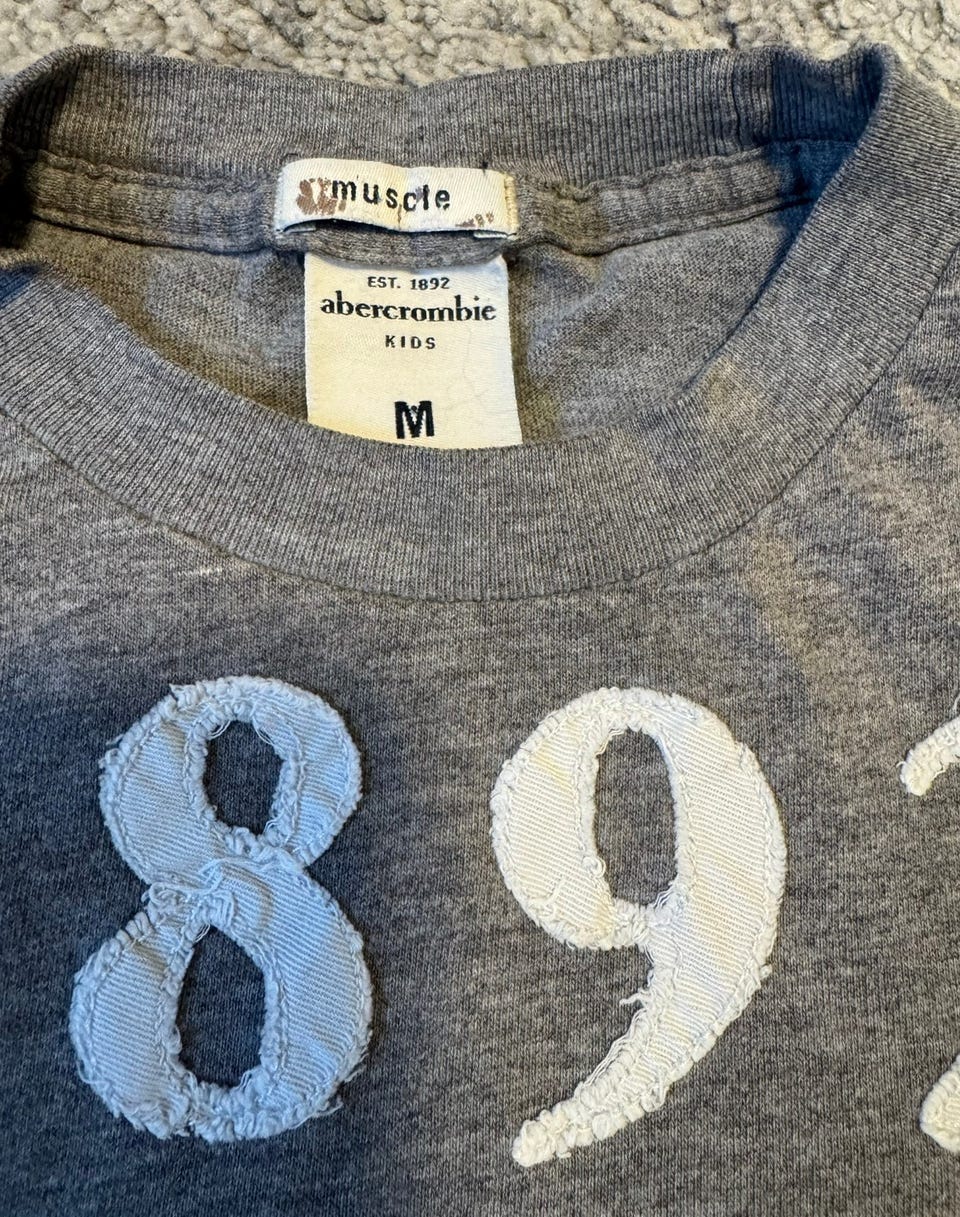 muscle
EST. 1892
abercrombie
KIDS
M
89